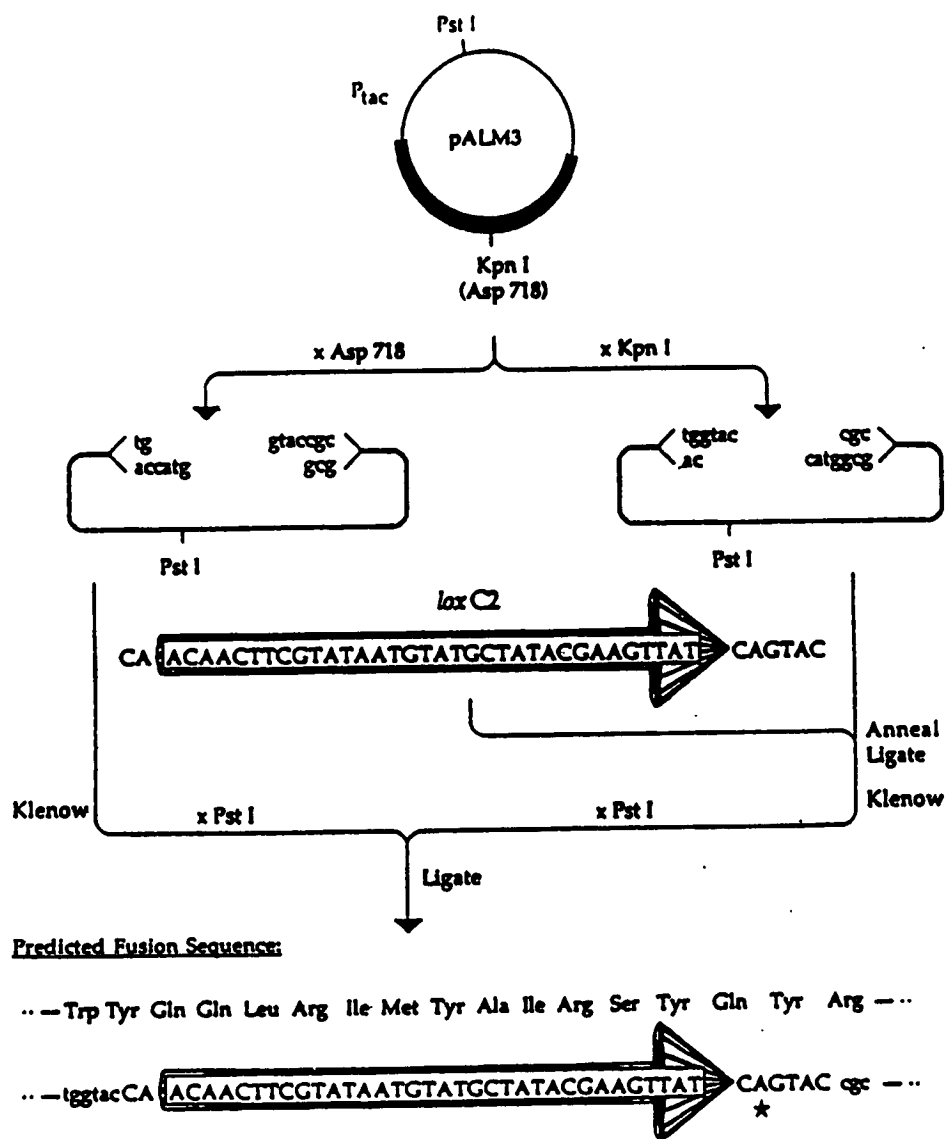 Pst I
Ptac
pALM3
Kpn I
(Asp 718)
x Asp 718
x Kpn I
tg
accatg
gtaccgc
gcg
tggtac
ac
cgc
catggcg
Pst I
Pst I
lox C2
CA ACAACTTCGTATAATGTATGCTATACGAAGTTAT CAGTAC
Anneal
Ligate
Klenow
Klenow
x Pst I
x Pst I
Ligate
Predicted Fusion Sequence:
·· — Trp Tyr Gln Gln Leu Arg Ile Met Tyr Ala Ile Arg Ser Tyr Gln Tyr Arg — ··
·· — tggtacCA ACAACTTCGTATAATGTATGCTATACGAAGTTAT CAGTAC cgc — ··
★